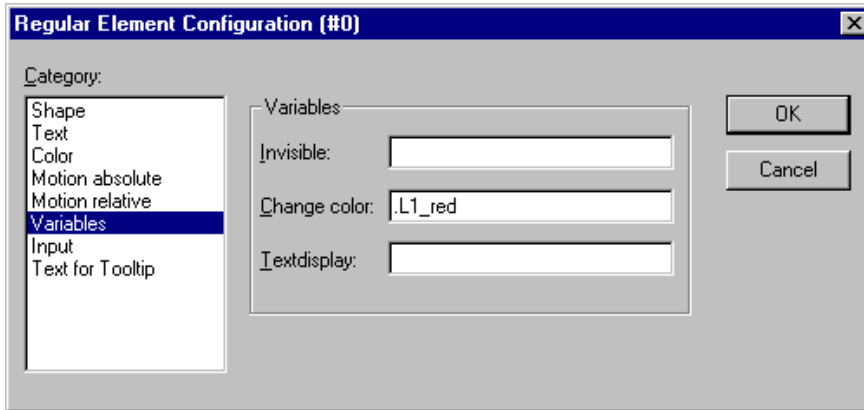 Regular Element Configuration (#0)
Category:
Shape
Text
Color
Motion absolute
Motion relative
Variables
Input
Text for Tooltip
Variables
Invisible:
Change color: .L1_red
Textdisplay:
OK
Cancel